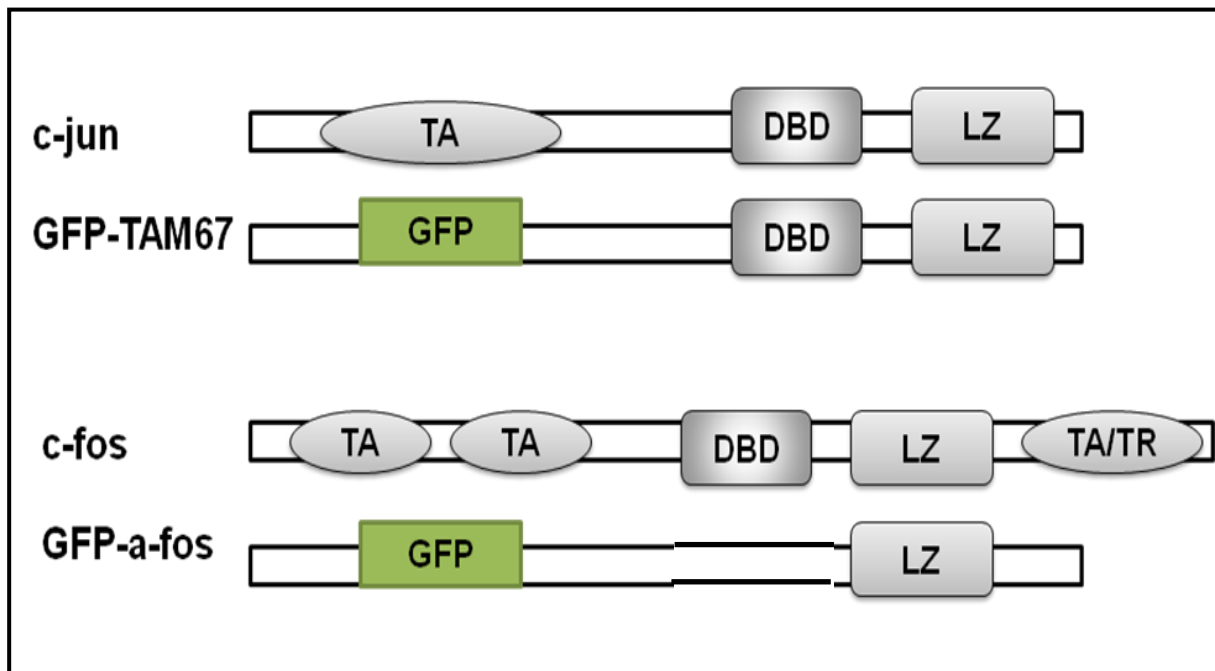 c-jun TA DBD LZ
GFP-TAM67 GFP DBD LZ
c-fos TA TA DBD LZ TA/TR
GFP-a-fos GFP LZ